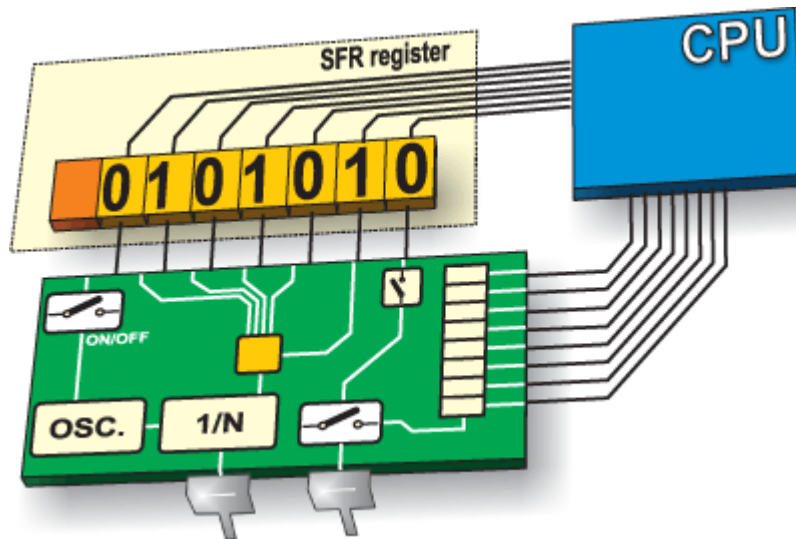 SFR register
CPU
0101010
ON/OFF
OSC.
1/N